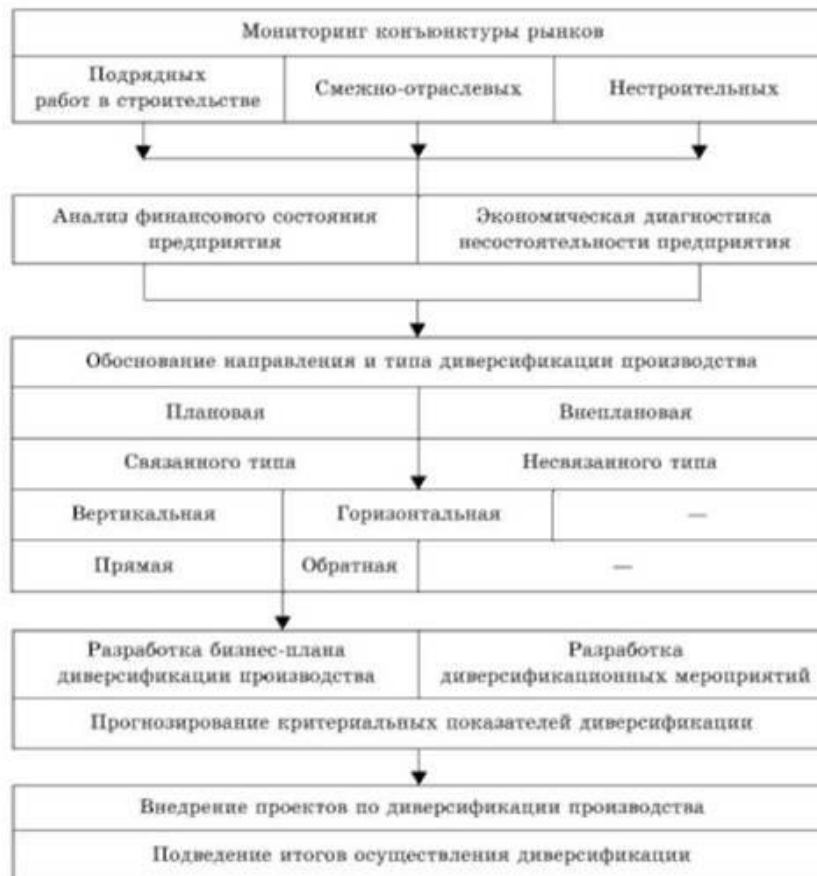 Мониторинг конъюнктуры рынков
Подрядных
работ в строительстве
Смежно-отраслевых
Нестроительных
Анализ финансового состояния
предприятия
Экономическая диагностика
несостоятельности предприятия
Обоснование направления и типа диверсификации производства
Плановая
Внеплановая
Связанного типа
Несвязанного типа
Вертикальная
Горизонтальная
—
Прямая
Обратная
—
Разработка бизнес-плана
диверсификации производства
Разработка
диверсификационных мероприятий
Прогнозирование критериальных показателей диверсификации
Внедрение проектов по диверсификации производства
Подведение итогов осуществления диверсификации